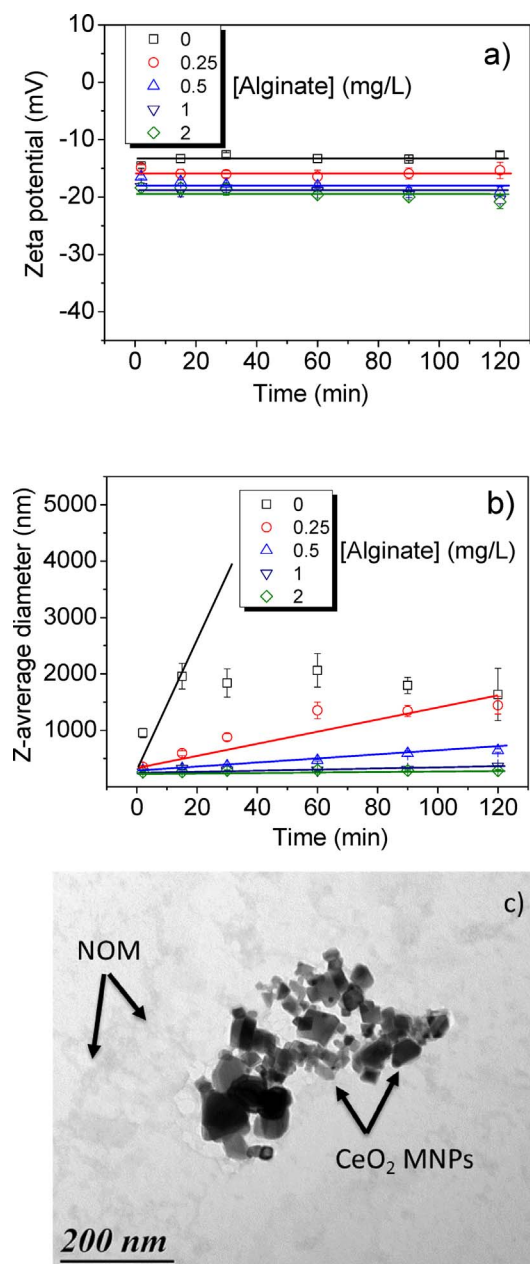 a)
10
0
-10
-20
-30
-40
Zeta potential (mV)
0
0.25
0.5
1
2
[Alginate] (mg/L)
0 20 40 60 80 100 120
Time (min)
b)
5000
4000
3000
2000
1000
Z-avrerage diameter (nm)
0
0.25
0.5
1
2
[Alginate] (mg/L)
0 20 40 60 80 100 120
Time (min)
c)
NOM
CeO₂ MNPs
200 nm